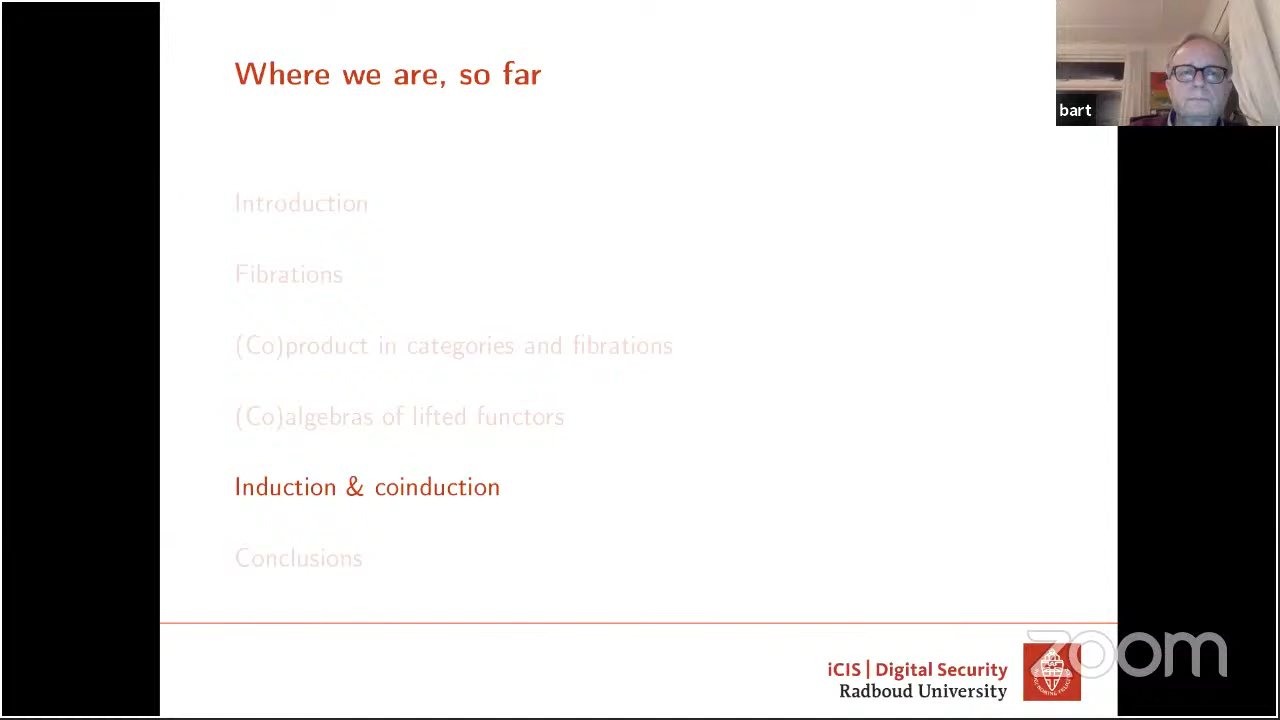 Where we are, so far
bart
Introduction
Fibrations
(Co)product in categories and fibrations
(Co)algebras of lifted functors
Induction & coinduction
Conclusions
iCIS | Digital Security
Radboud University
zoom